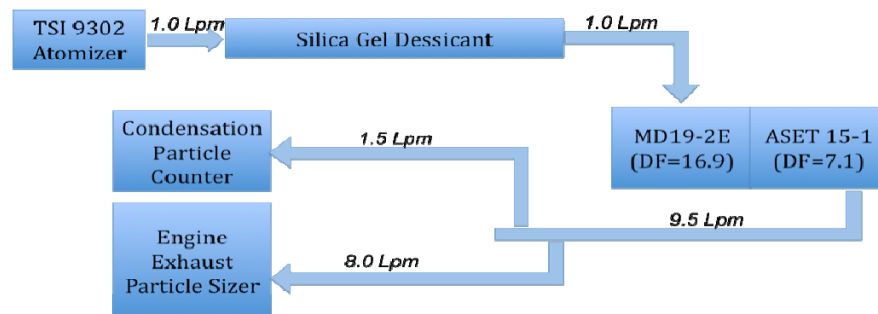 TSI 9302
Atomizer
1.0 Lpm
Silica Gel Dessicant
1.0 Lpm
MD19-2E
(DF=16.9)
ASET 15-1
(DF=7.1)
Condensation
Particle
Counter
1.5 Lpm
9.5 Lpm
Engine
Exhaust
Particle Sizer
8.0 Lpm